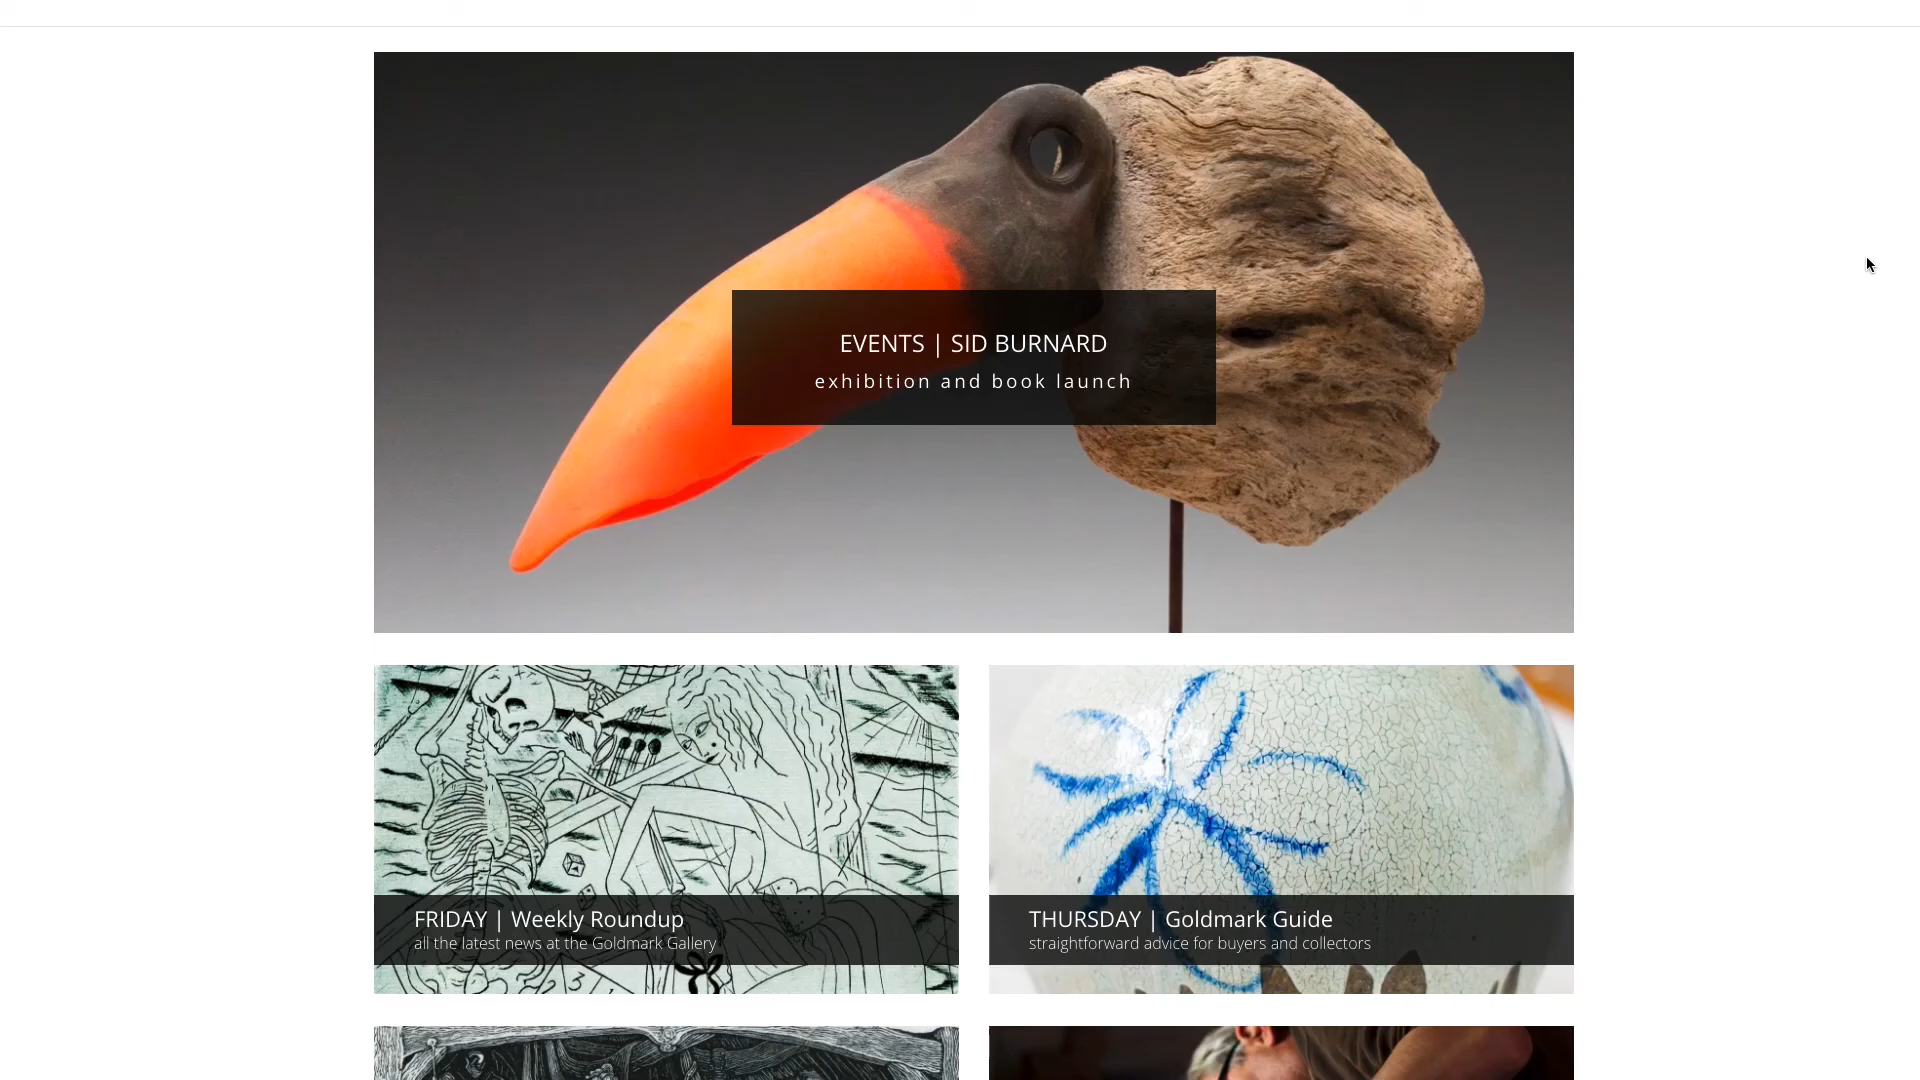 EVENTS | SID BURNARD
exhibition and book launch
FRIDAY | Weekly Roundup
all the latest news at the Goldmark Gallery
THURSDAY | Goldmark Guide
straightforward advice for buyers and collectors